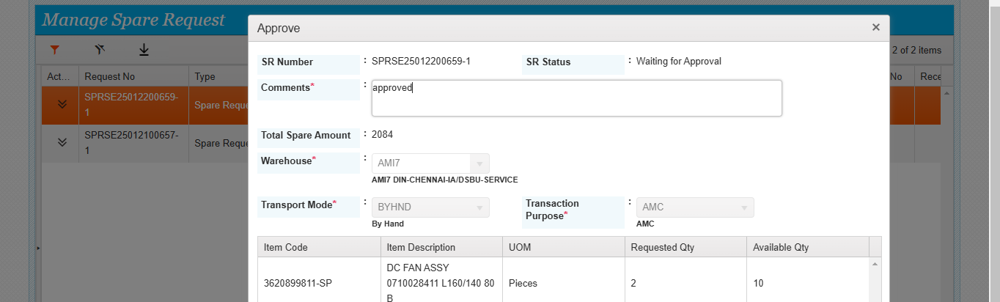 Manage Spare Request
Approve
×
2 of 2 items
Act...
Request No
Type
No
Rece
SPRSE25012200659-
1
Spare Reque
SPRSE25012100657-
1
Spare Reque
SR Number : SPRSE25012200659-1
SR Status : Waiting for Approval
Comments* : approved
Total Spare Amount : 2084
Warehouse* : AMI7
AMI7 DIN-CHENNAI-IA/DSBU-SERVICE
Transport Mode* : BYHND
By Hand
Transaction
Purpose* : AMC
AMC
Item Code
Item Description
UOM
Requested Qty
Available Qty
3620899811-SP
DC FAN ASSY
0710028411 L160/140 80
B
Pieces
2
10